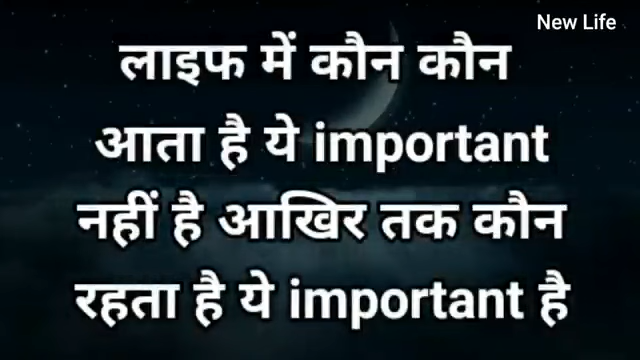 New Life
लाइफ में कौन कौन
आता है ये important
नहीं है आखिर तक कौन
रहता है ये important है